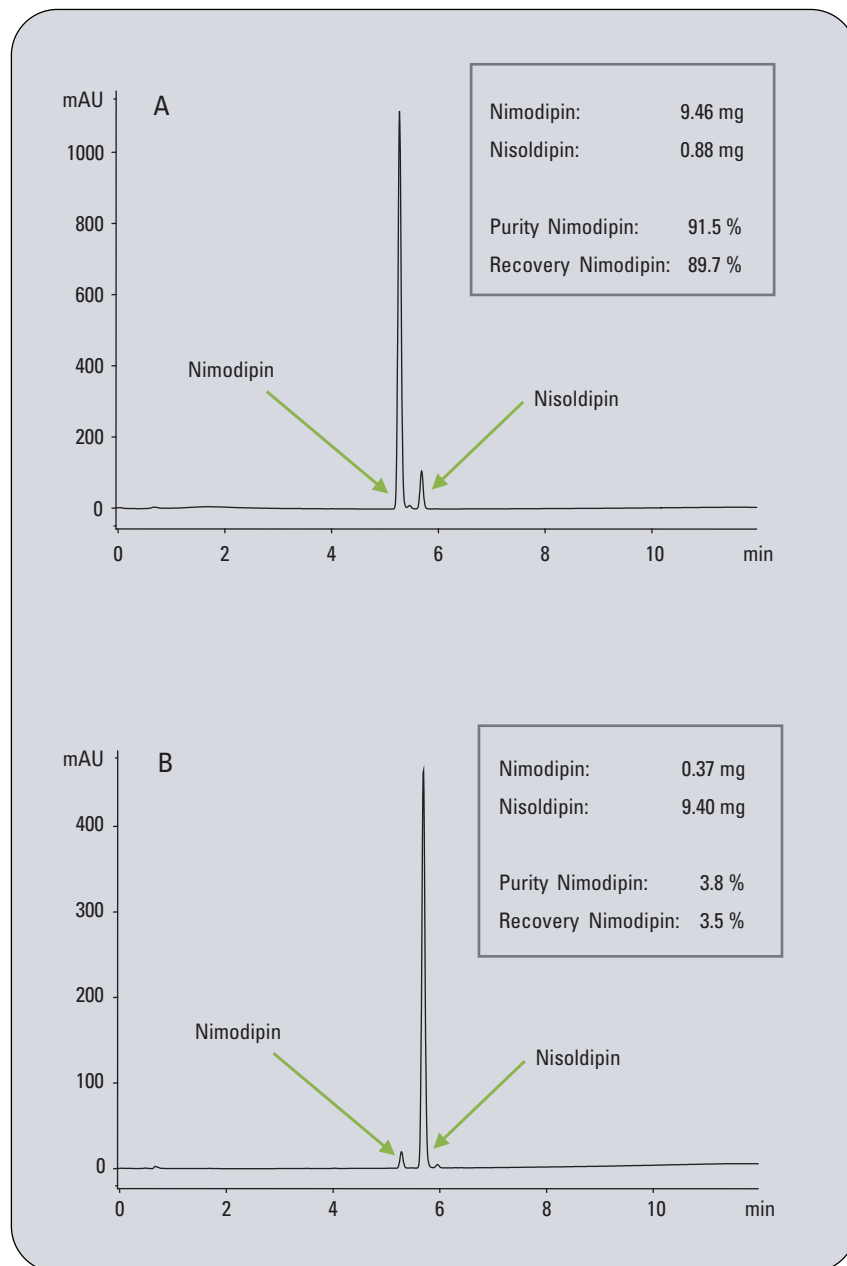 mAU
A
1000
800
600
400
200
0
Nimodipin: 9.46 mg
Nisoldipin: 0.88 mg
Purity Nimodipin: 91.5 %
Recovery Nimodipin: 89.7 %
Nimodipin
Nisoldipin
0 2 4 6 8 10 min
mAU
B
400
300
200
100
0
Nimodipin: 0.37 mg
Nisoldipin: 9.40 mg
Purity Nimodipin: 3.8 %
Recovery Nimodipin: 3.5 %
Nimodipin
Nisoldipin
0 2 4 6 8 10 min